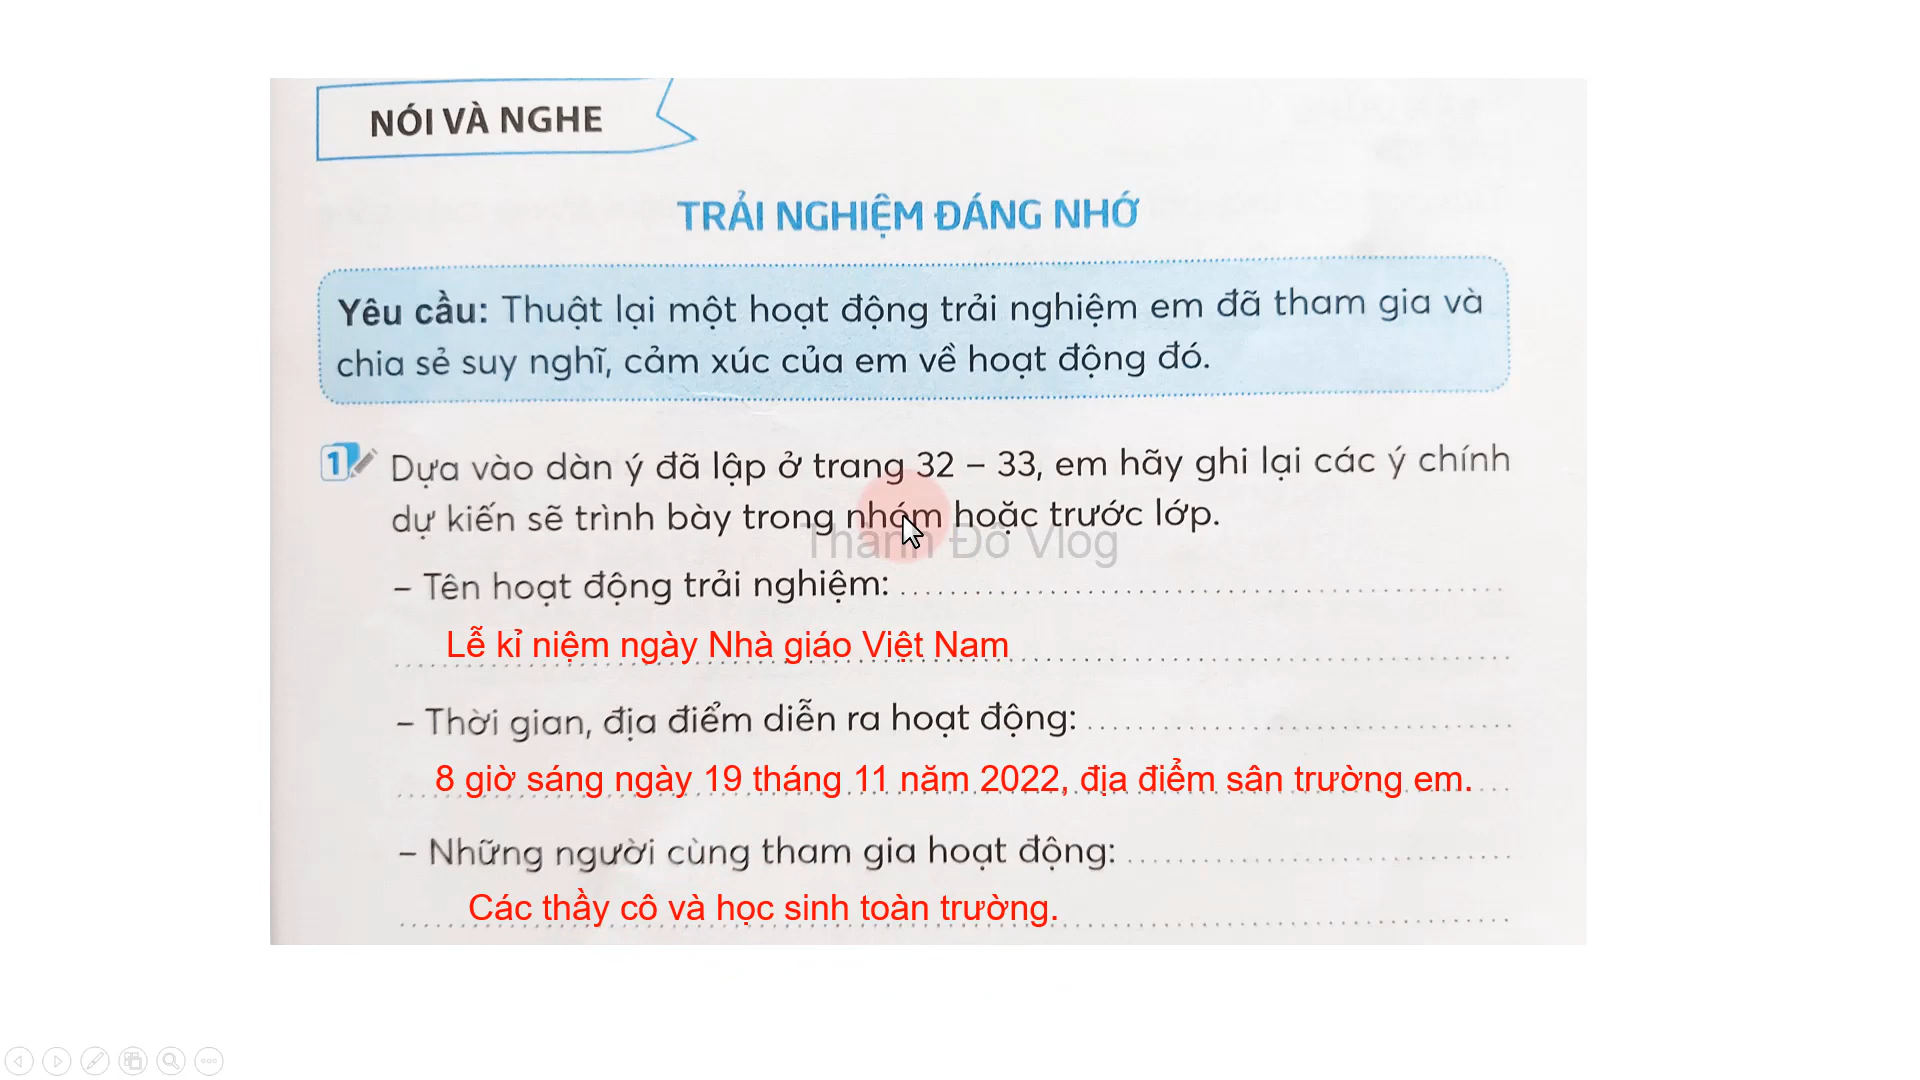 NÓI VÀ NGHE
TRẢI NGHIỆM ĐÁNG NHỚ
Yêu cầu: Thuật lại một hoạt động trải nghiệm em đã tham gia và
chia sẻ suy nghĩ, cảm xúc của em về hoạt động đó.
1 Dựa vào dàn ý đã lập ở trang 32 – 33, em hãy ghi lại các ý chính
dự kiến sẽ trình bày trong nhóm hoặc trước lớp.
Thành Đô Vlog
– Tên hoạt động trải nghiệm:
Lễ kỉ niệm ngày Nhà giáo Việt Nam
– Thời gian, địa điểm diễn ra hoạt động:
8 giờ sáng ngày 19 tháng 11 năm 2022, địa điểm sân trường em.
– Những người cùng tham gia hoạt động:
Các thầy cô và học sinh toàn trường.